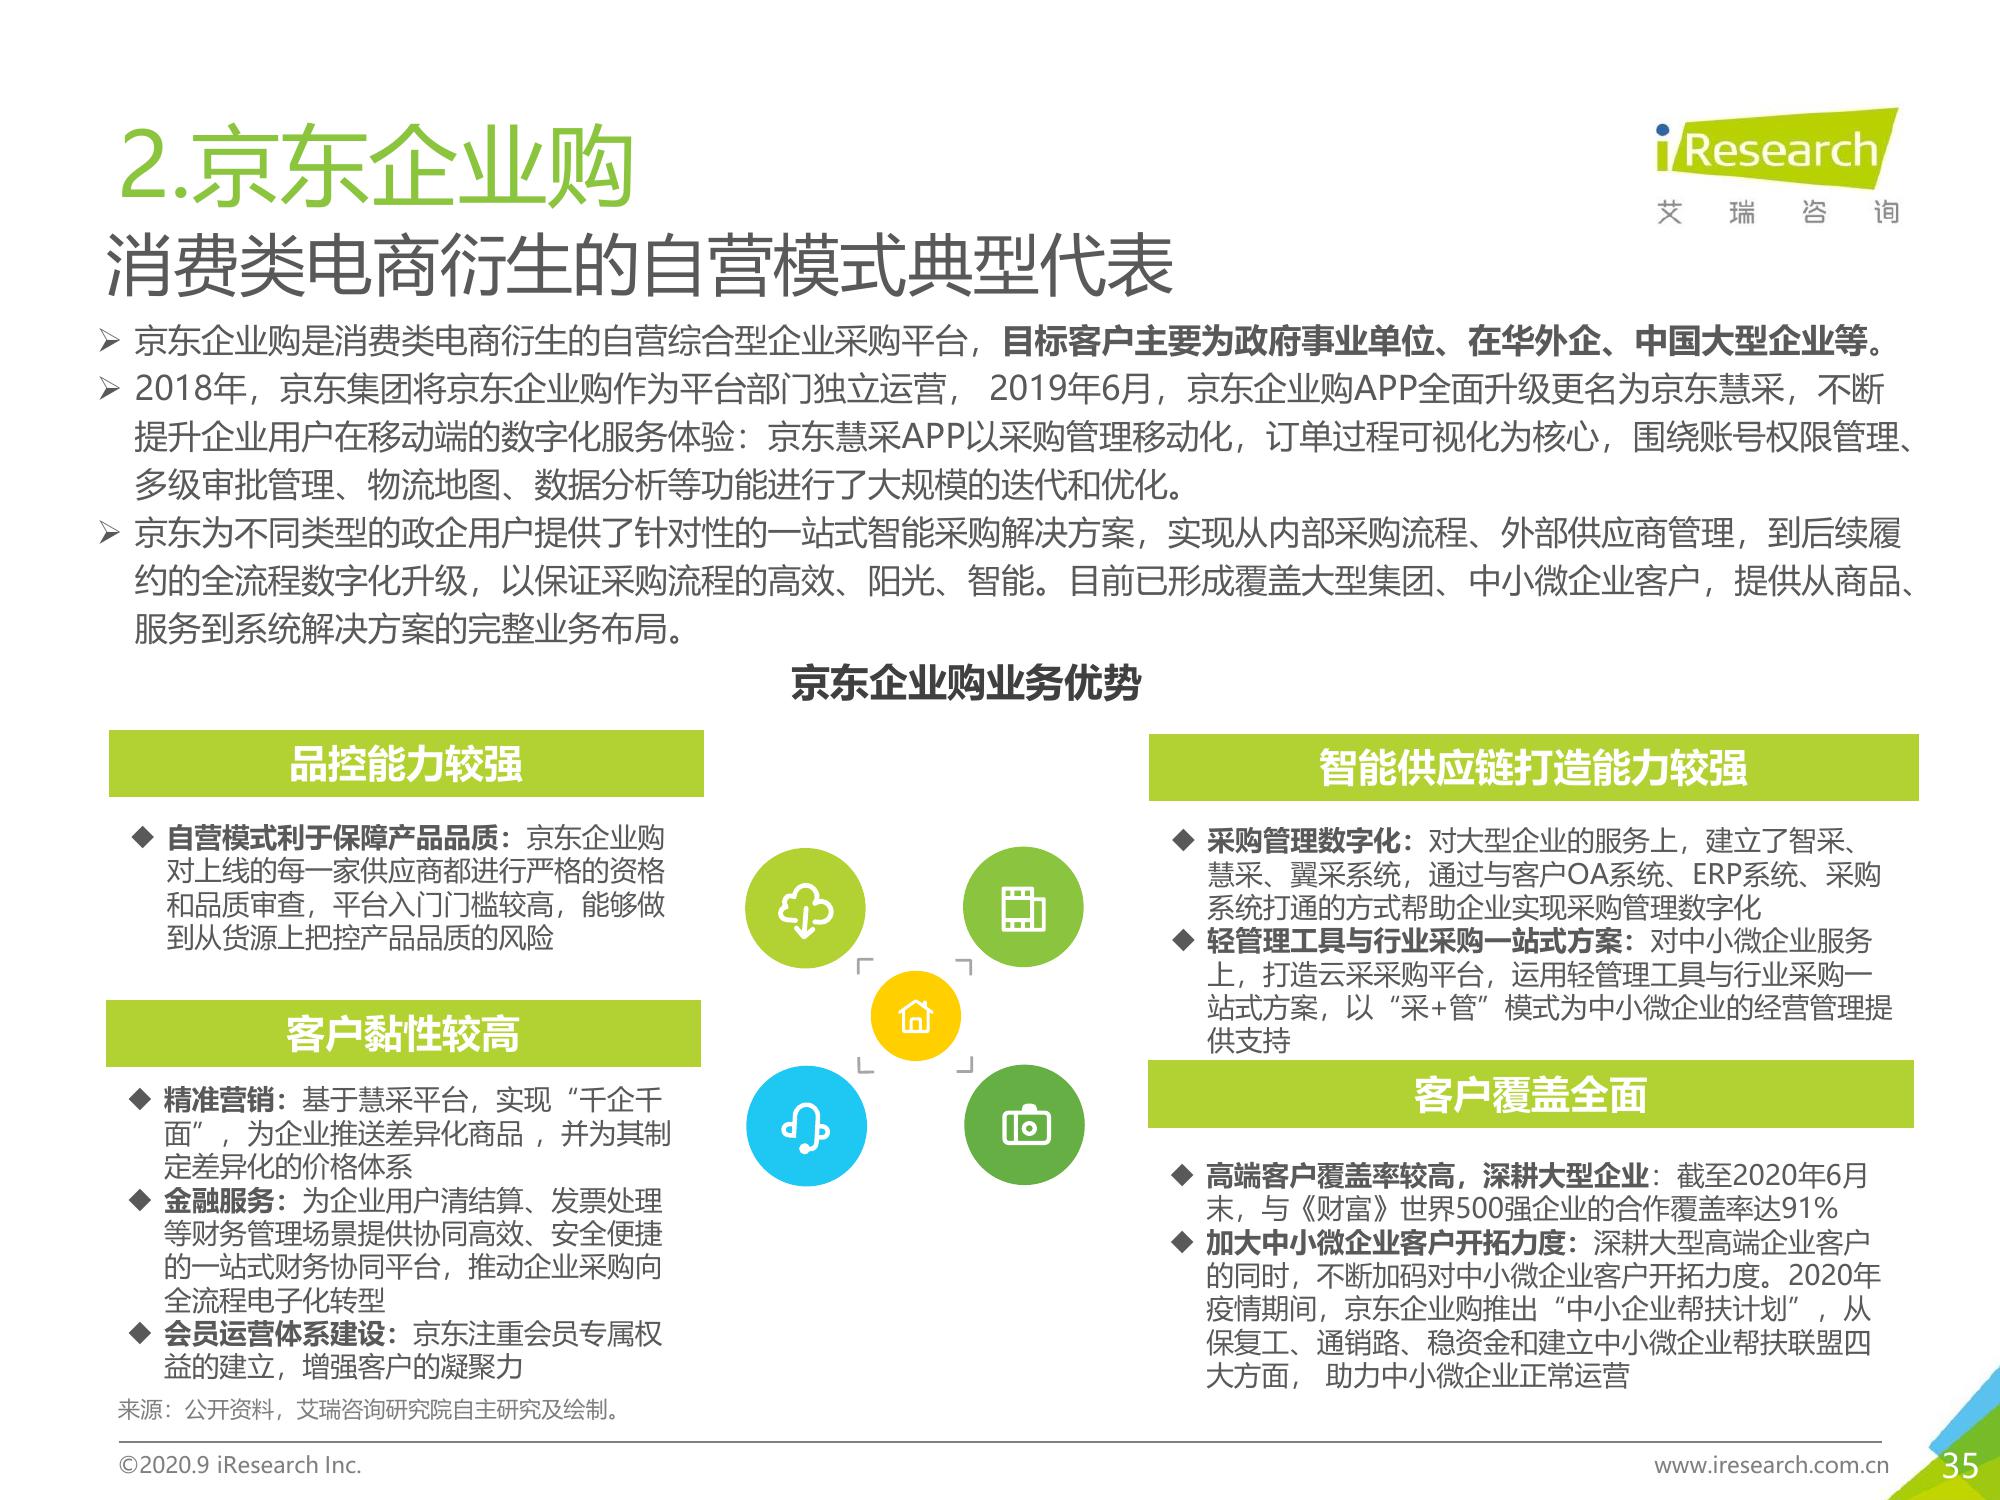 2.京东企业购
iResearch
艾瑞咨询
消费类电商衍生的自营模式典型代表
➢ 京东企业购是消费类电商衍生的自营综合型企业采购平台，目标客户主要为政府事业单位、在华外企、中国大型企业等。
➢ 2018年，京东集团将京东企业购作为平台部门独立运营， 2019年6月，京东企业购APP全面升级更名为京东慧采，不断
提升企业用户在移动端的数字化服务体验：京东慧采APP以采购管理移动化，订单过程可视化为核心，围绕账号权限管理、
多级审批管理、物流地图、数据分析等功能进行了大规模的迭代和优化。
➢ 京东为不同类型的政企用户提供了针对性的一站式智能采购解决方案，实现从内部采购流程、外部供应商管理，到后续履
约的全流程数字化升级，以保证采购流程的高效、阳光、智能。目前已形成覆盖大型集团、中小微企业客户，提供从商品、
服务到系统解决方案的完整业务布局。
京东企业购业务优势
品控能力较强
◆ 自营模式利于保障产品品质：京东企业购
对上线的每一家供应商都进行严格的资格
和品质审查，平台入门门槛较高，能够做
到从货源上把控产品品质的风险
客户黏性较高
◆ 精准营销：基于慧采平台，实现“千企千
面”，为企业推送差异化商品 ，并为其制
定差异化的价格体系
◆ 金融服务：为企业用户清结算、发票处理
等财务管理场景提供协同高效、安全便捷
的一站式财务协同平台，推动企业采购向
全流程电子化转型
◆ 会员运营体系建设：京东注重会员专属权
益的建立，增强客户的凝聚力
智能供应链打造能力较强
◆ 采购管理数字化：对大型企业的服务上，建立了智采、
慧采、翼采系统，通过与客户OA系统、ERP系统、采购
系统打通的方式帮助企业实现采购管理数字化
◆ 轻管理工具与行业采购一站式方案：对中小微企业服务
上，打造云采采购平台，运用轻管理工具与行业采购一
站式方案，以“采+管”模式为中小微企业的经营管理提
供支持
客户覆盖全面
◆ 高端客户覆盖率较高，深耕大型企业：截至2020年6月
末，与《财富》世界500强企业的合作覆盖率达91%
◆ 加大中小微企业客户开拓力度：深耕大型高端企业客户
的同时，不断加码对中小微企业客户开拓力度。2020年
疫情期间，京东企业购推出“中小企业帮扶计划”，从
保复工、通销路、稳资金和建立中小微企业帮扶联盟四
大方面， 助力中小微企业正常运营
来源：公开资料，艾瑞咨询研究院自主研究及绘制。
©2020.9 iResearch Inc.
www.iresearch.com.cn
35